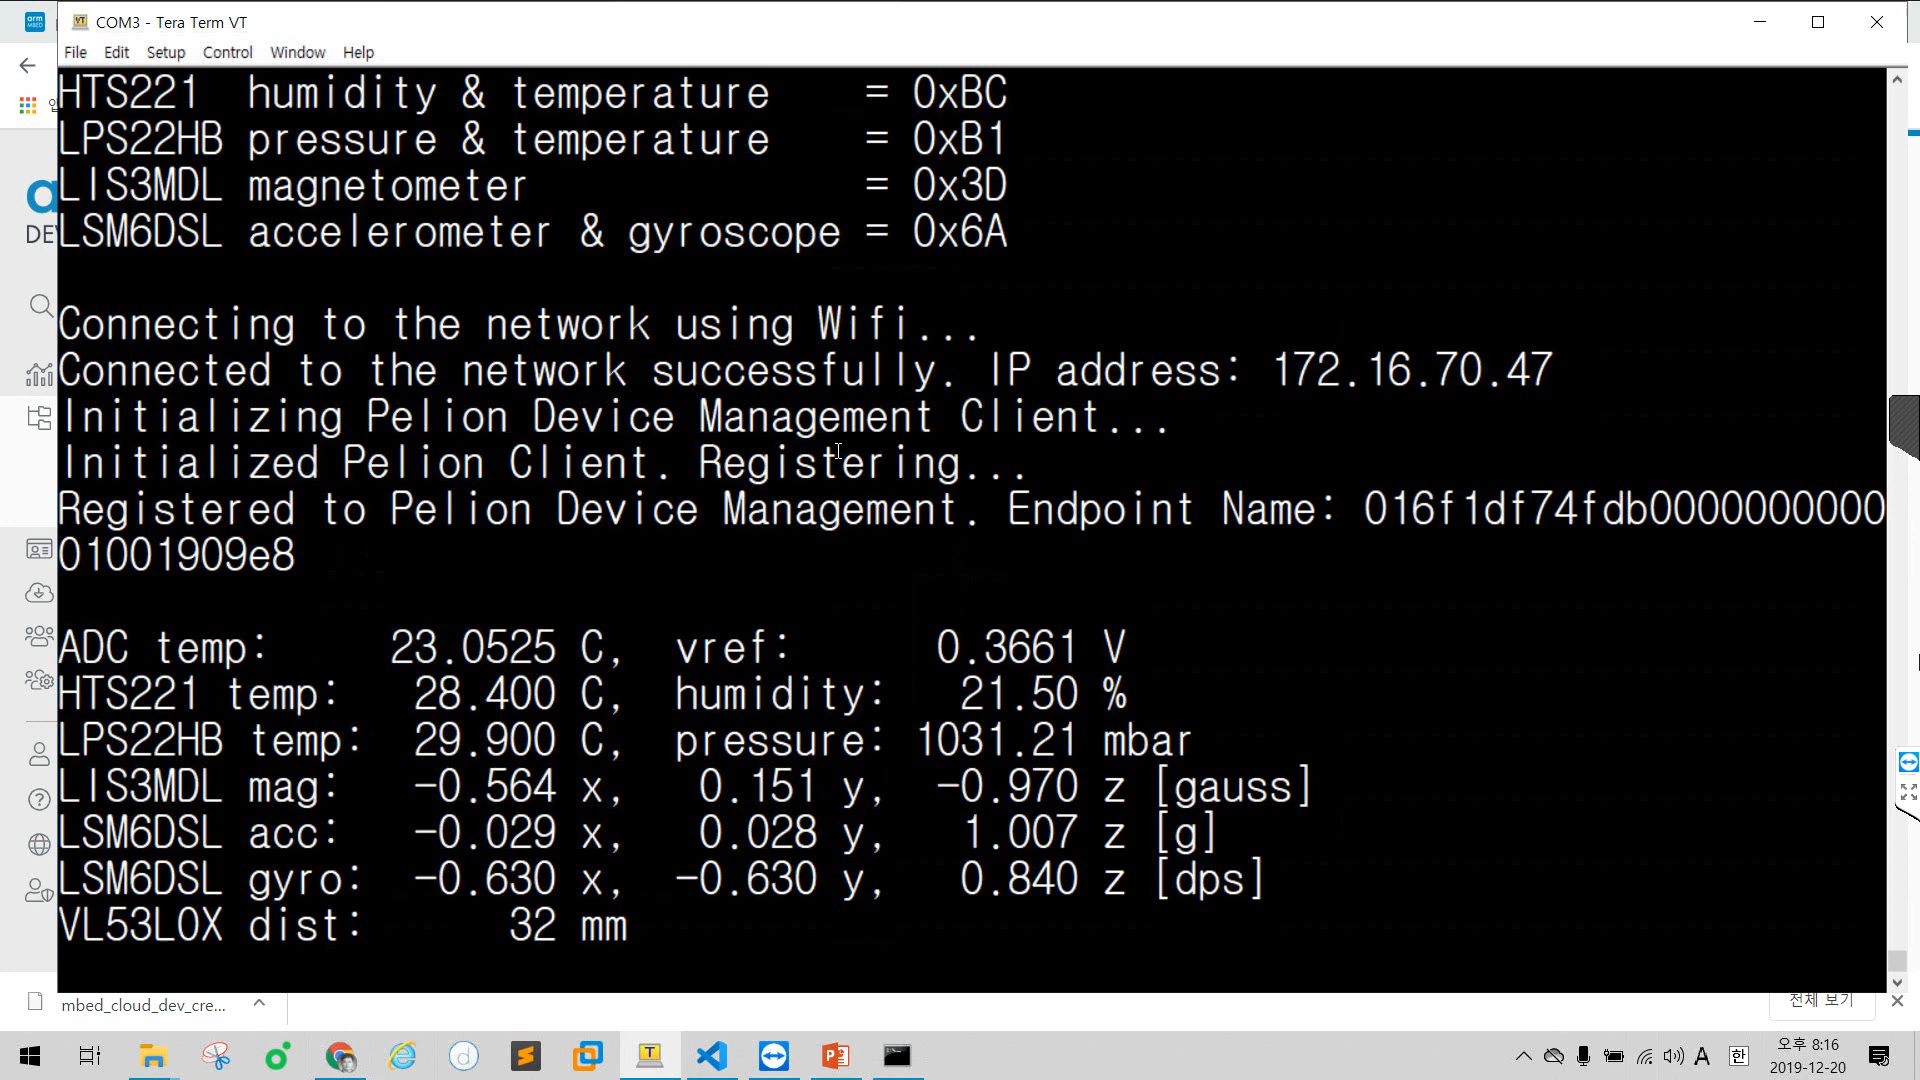 arm
MBED
COM3 - Tera Term VT
File Edit Setup Control Window Help
HTS221 humidity & temperature = 0xBC
LPS22HB pressure & temperature = 0xB1
LIS3MDL magnetometer = 0x3D
LSM6DSL accelerometer & gyroscope = 0x6A
Connecting to the network using Wifi...
Connected to the network successfully. IP address: 172.16.70.47
Initializing Pelion Device Management Client...
Initialized Pelion Client. Registering...
Registered to Pelion Device Management. Endpoint Name: 016f1df74fdb0000000000
01001909e8
ADC temp: 23.0525 C, vref: 0.3661 V
HTS221 temp: 28.400 C, humidity: 21.50 %
LPS22HB temp: 29.900 C, pressure: 1031.21 mbar
LIS3MDL mag: -0.564 x, 0.151 y, -0.970 z [gauss]
LSM6DSL acc: -0.029 x, 0.028 y, 1.007 z [g]
LSM6DSL gyro: -0.630 x, -0.630 y, 0.840 z [dps]
VL53L0X dist: 32 mm
mbed_cloud_dev_cre...
전체 보기
A 한
오후 8:16
2019-12-20